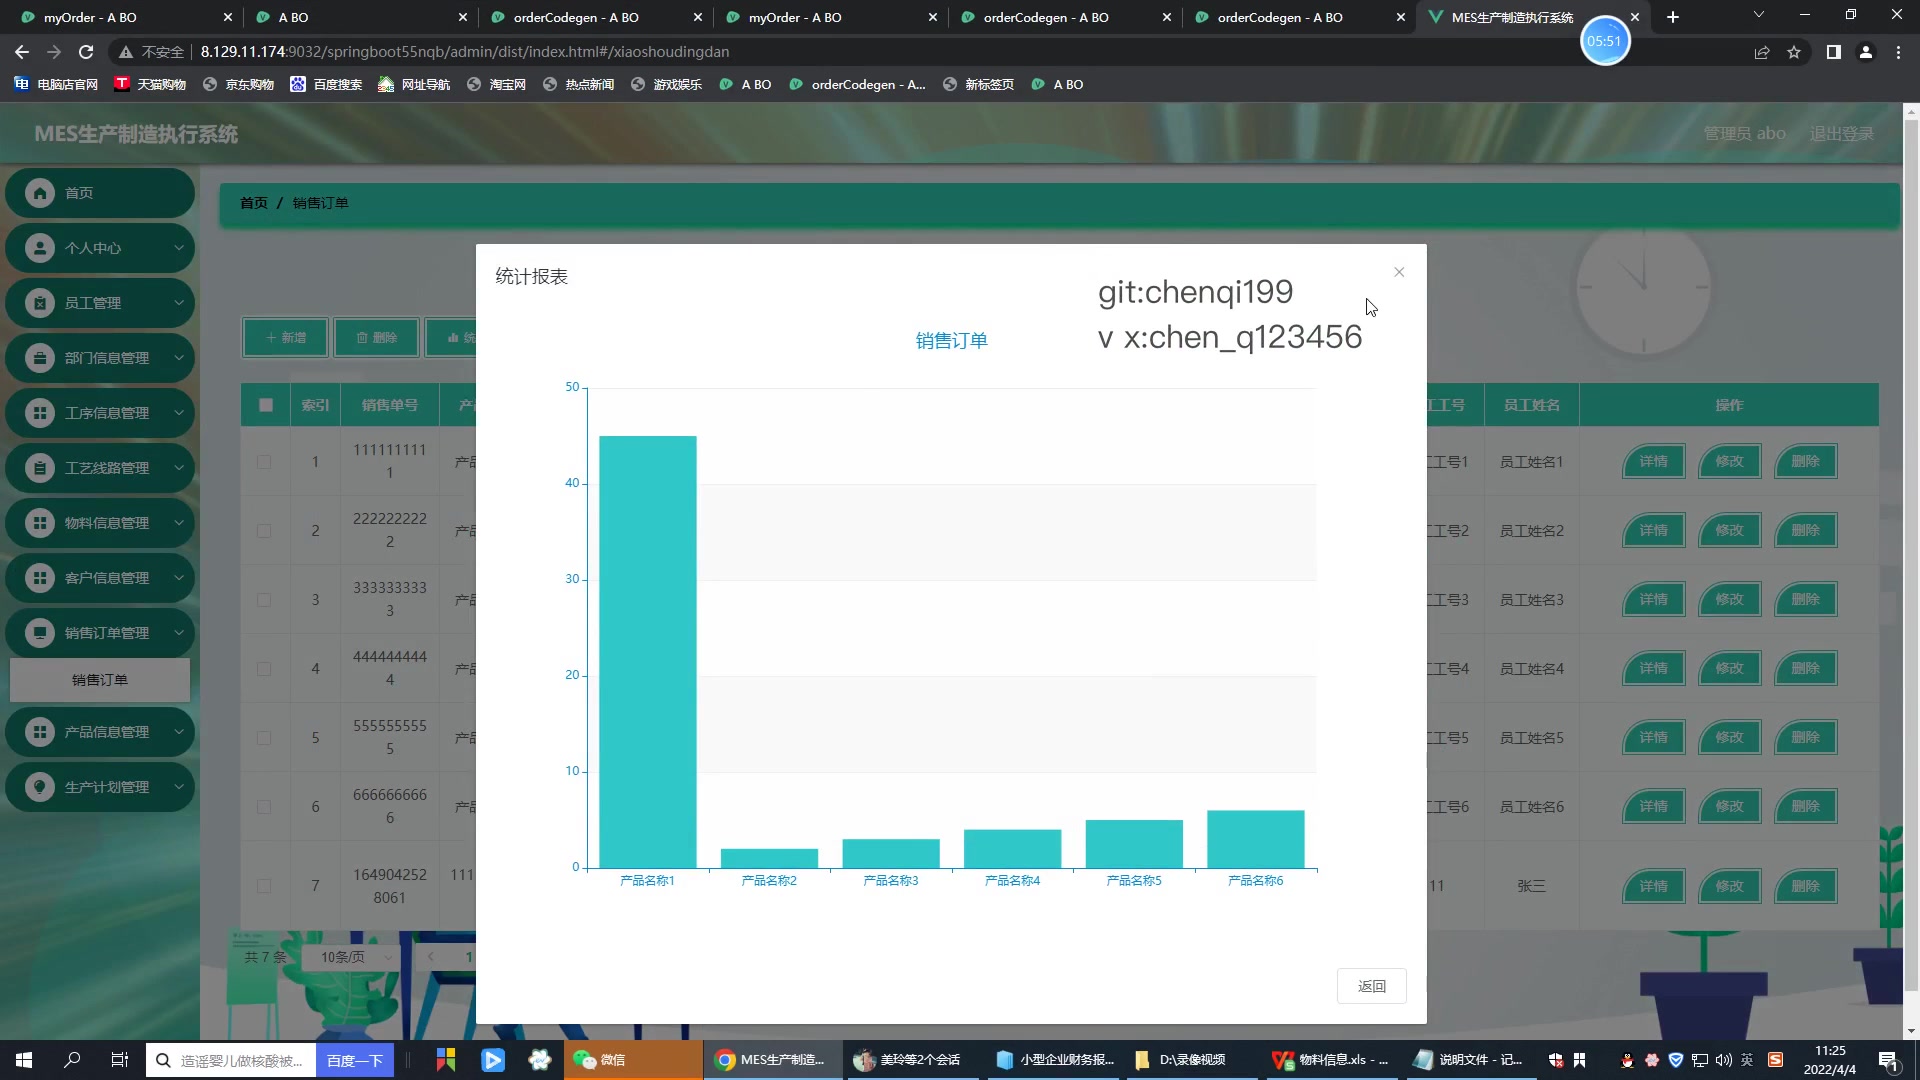 myOrder - A BO
A BO
orderCodegen - A BO
myOrder - A BO
orderCodegen - A BO
orderCodegen - A BO
MES生产制造执行系统
05:51
不安全
8.129.11.174:9032/springboot55nqb/admin/dist/index.html#/xiaoshoudingdan
电脑店官网
天猫购物
京东购物
百度搜索
网址导航
淘宝网
热点新闻
游戏娱乐
A BO
orderCodegen - A...
新标签页
A BO
MES生产制造执行系统
管理员 abo
退出登录
首页
个人中心
员工管理
部门信息管理
工序信息管理
工艺线路管理
物料信息管理
客户信息管理
销售订单管理
销售订单
产品信息管理
生产计划管理
首页 / 销售订单
新增
删除
统
索引
销售单号
员工姓名
操作
1
111111111
1
工号1
员工姓名1
详情
修改
删除
2
222222222
2
工号2
员工姓名2
详情
修改
删除
3
333333333
3
工号3
员工姓名3
详情
修改
删除
4
444444444
4
工号4
员工姓名4
详情
修改
删除
5
555555555
5
工号5
员工姓名5
详情
修改
删除
6
666666666
6
工号6
员工姓名6
详情
修改
删除
7
164904252
8061
111
11
张三
详情
修改
删除
共 7 条
10条/页
1
统计报表
git:chenqi199
v x:chen_q123456
销售订单
50
40
30
20
10
0
产品名称1
产品名称2
产品名称3
产品名称4
产品名称5
产品名称6
返回
造谣婴儿做核酸被...
百度一下
微信
MES生产制造...
美玲等2个会话
小型企业财务报...
D:\录像视频
物料信息.xls - ...
说明文件 - 记...
英
11:25
2022/4/4
1